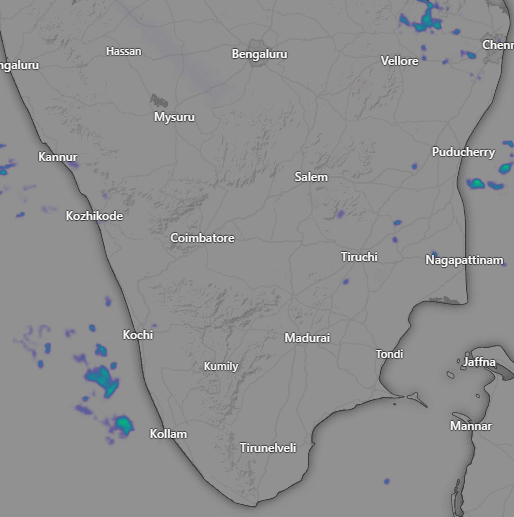 Hassan
Bengaluru
Chenn
ngaluru
Vellore
Mysuru
Kannur
Puducherry
Salem
Kozhikode
Coimbatore
Tiruchi
Nagapattinam
Kochi
Madurai
Tondi
Kumily
Jaffna
Kollam
Mannar
Tirunelveli